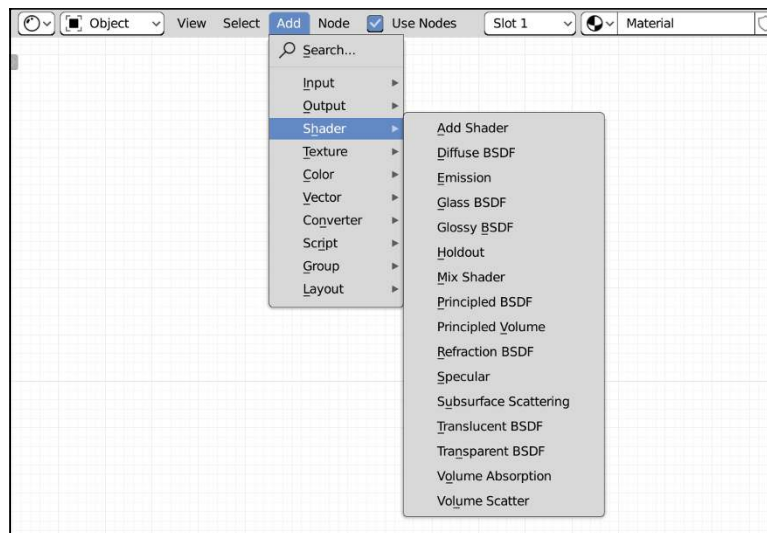 Object View Select Add Node Use Nodes Slot 1 Material
Search...
Input
Output
Shader
Texture
Color
Vector
Converter
Script
Group
Layout
Add Shader
Diffuse BSDF
Emission
Glass BSDF
Glossy BSDF
Holdout
Mix Shader
Principled BSDF
Principled Volume
Refraction BSDF
Specular
Subsurface Scattering
Translucent BSDF
Transparent BSDF
Volume Absorption
Volume Scatter